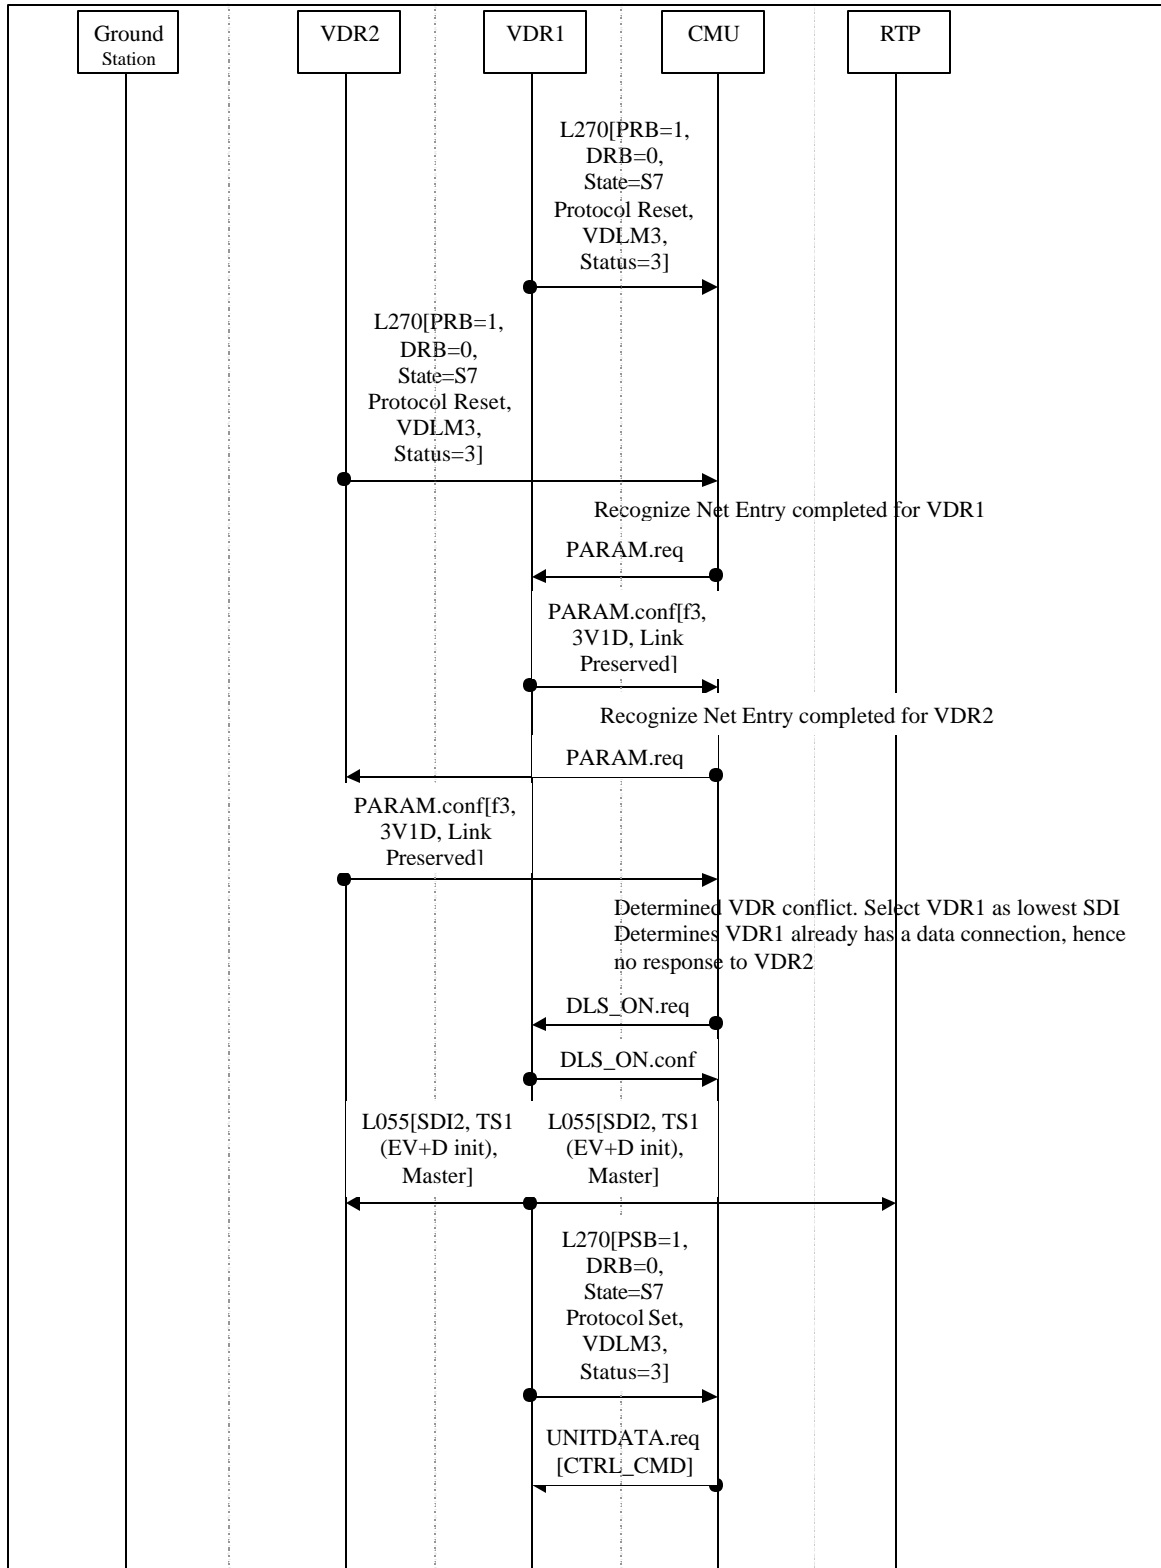 Ground
Station
VDR2
VDR1
CMU
RTP
L270[PRB=1,
DRB=0,
State=S7
Protocol Reset,
VDLM3,
Status=3]
L270[PRB=1,
DRB=0,
State=S7
Protocol Reset,
VDLM3,
Status=3]
Recognize Net Entry completed for VDR1
PARAM.req
PARAM.conf[f3,
3V1D, Link
Preserved]
Recognize Net Entry completed for VDR2
PARAM.req
PARAM.conf[f3,
3V1D, Link
Preserved]
Determined VDR conflict. Select VDR1 as lowest SDI
Determines VDR1 already has a data connection, hence
no response to VDR2
DLS_ON.req
DLS_ON.conf
L055[SDI2, TS1
(EV+D init),
Master]
L055[SDI2, TS1
(EV+D init),
Master]
L270[PSB=1,
DRB=0,
State=S7
Protocol Set,
VDLM3,
Status=3]
UNITDATA.req
[CTRL_CMD]